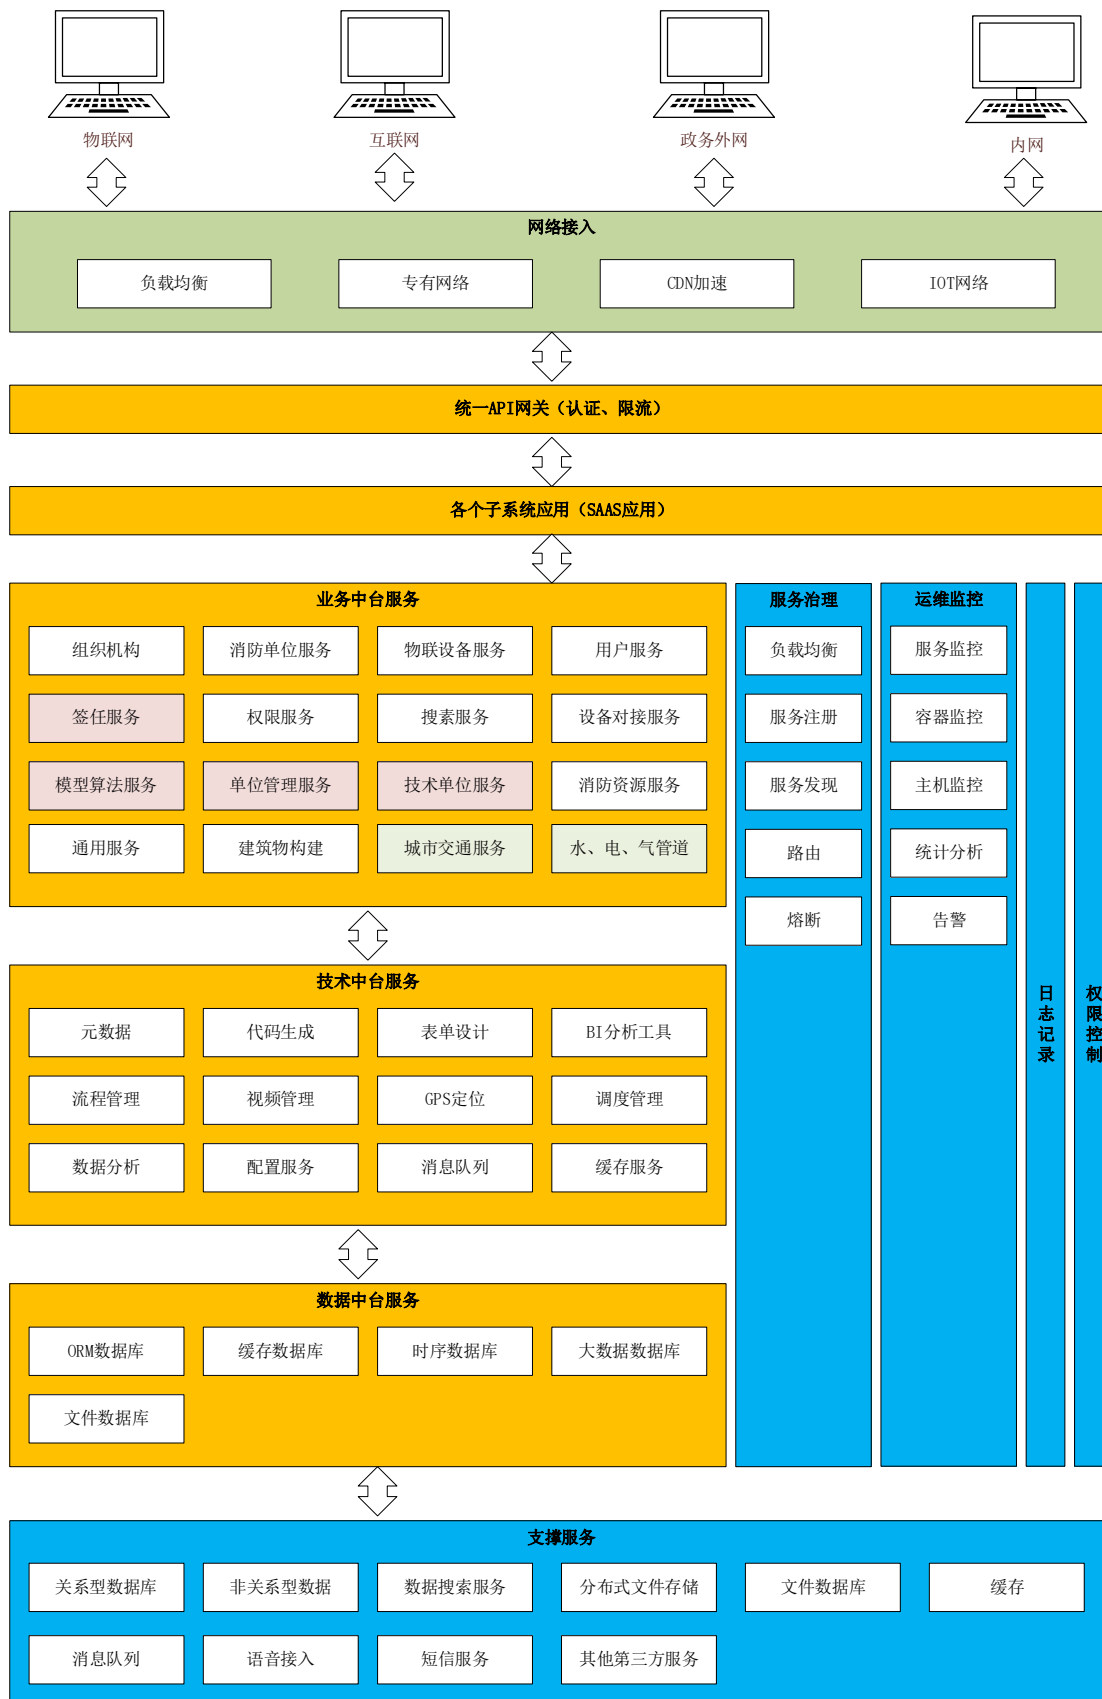 物联网
互联网
政务外网
内网
网络接入
负载均衡
专有网络
CDN加速
IOT网络
统一API网关（认证、限流）
各个子系统应用（SAAS应用）
业务中台服务
组织机构
消防单位服务
物联设备服务
用户服务
签任服务
权限服务
搜素服务
设备对接服务
模型算法服务
单位管理服务
技术单位服务
消防资源服务
通用服务
建筑物构建
城市交通服务
水、电、气管道
服务治理
负载均衡
服务注册
服务发现
路由
熔断
运维监控
服务监控
容器监控
主机监控
统计分析
告警
日志记录
权限控制
技术中台服务
元数据
代码生成
表单设计
BI分析工具
流程管理
视频管理
GPS定位
调度管理
数据分析
配置服务
消息队列
缓存服务
数据中台服务
ORM数据库
缓存数据库
时序数据库
大数据数据库
文件数据库
支撑服务
关系型数据库
非关系型数据
数据搜索服务
分布式文件存储
文件数据库
缓存
消息队列
语音接入
短信服务
其他第三方服务